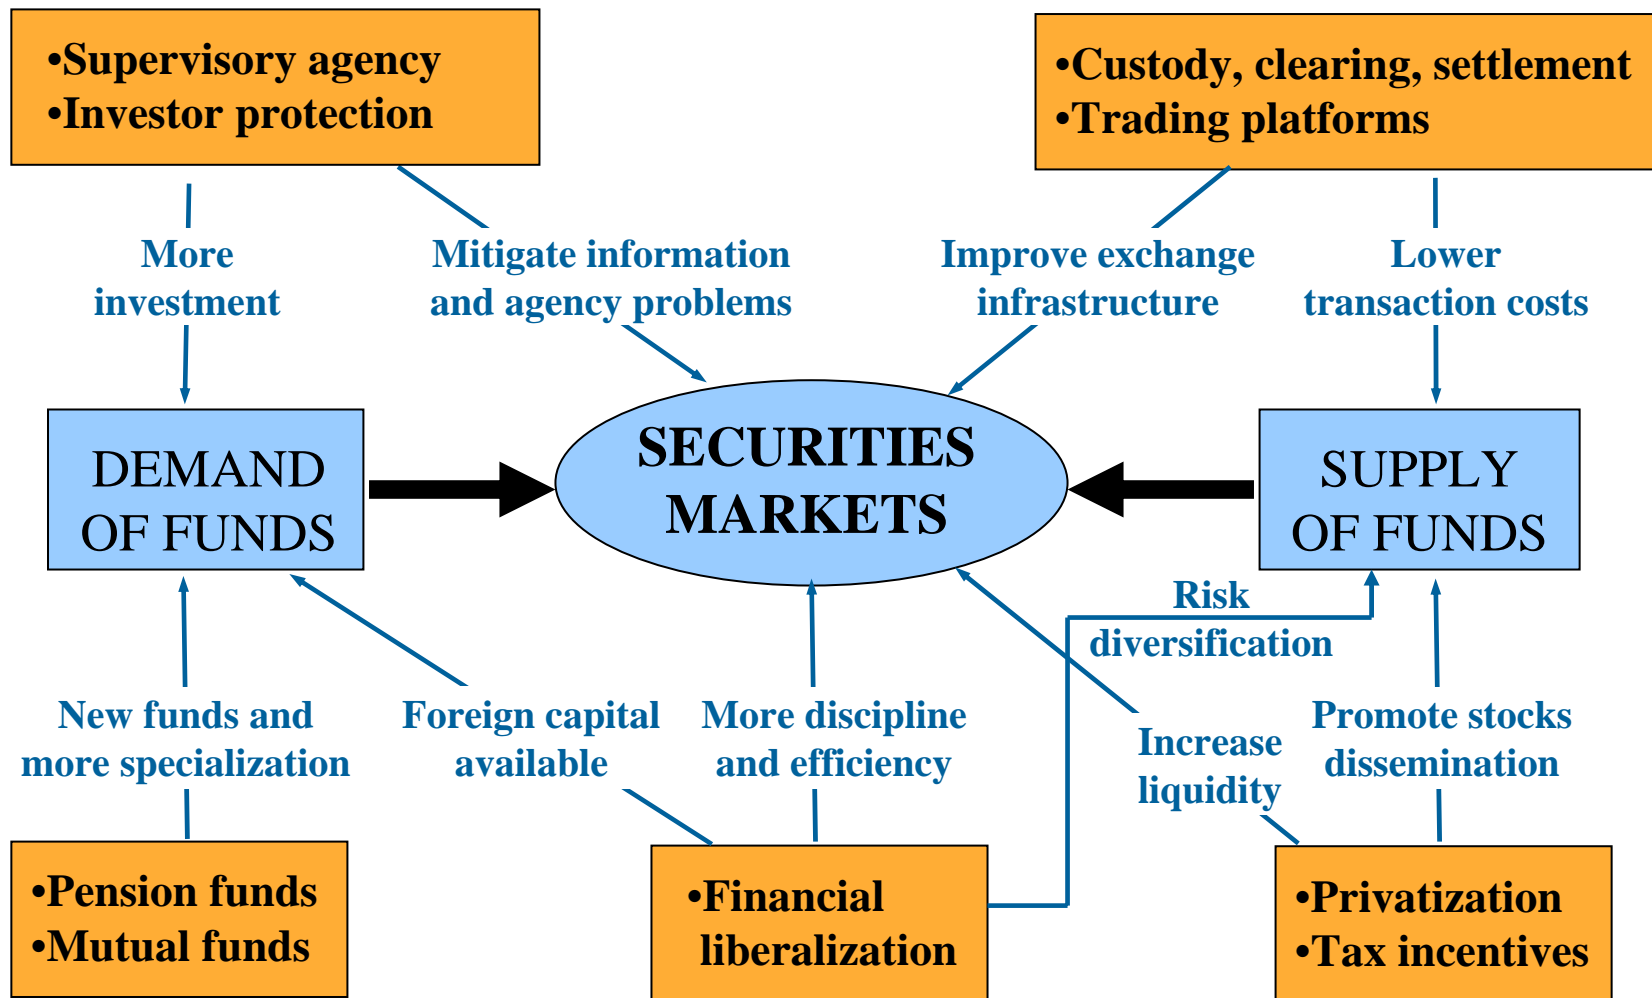 •Supervisory agency
•Investor protection
•Custody, clearing, settlement
•Trading platforms
More
investment
Mitigate information
and agency problems
Improve exchange
infrastructure
Lower
transaction costs
DEMAND
OF FUNDS
SECURITIES
MARKETS
SUPPLY
OF FUNDS
Risk
diversification
New funds and
more specialization
Foreign capital
available
More discipline
and efficiency
Increase
liquidity
Promote stocks
dissemination
•Pension funds
•Mutual funds
•Financial
liberalization
•Privatization
•Tax incentives